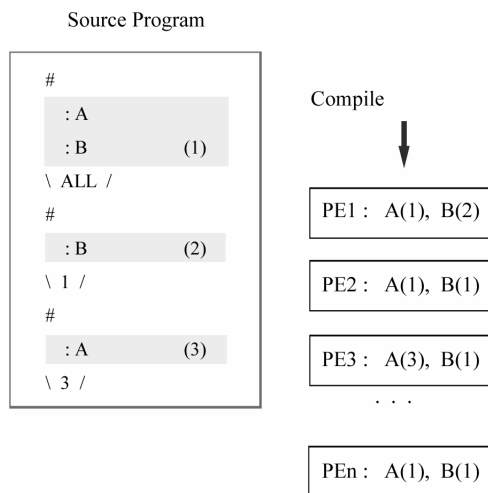 Source Program
#
: A
: B (1)
\ ALL /
#
: B (2)
\ 1 /
#
: A (3)
\ 3 /
Compile
PE1 : A(1), B(2)
PE2 : A(1), B(1)
PE3 : A(3), B(1)
. . .
PEn : A(1), B(1)